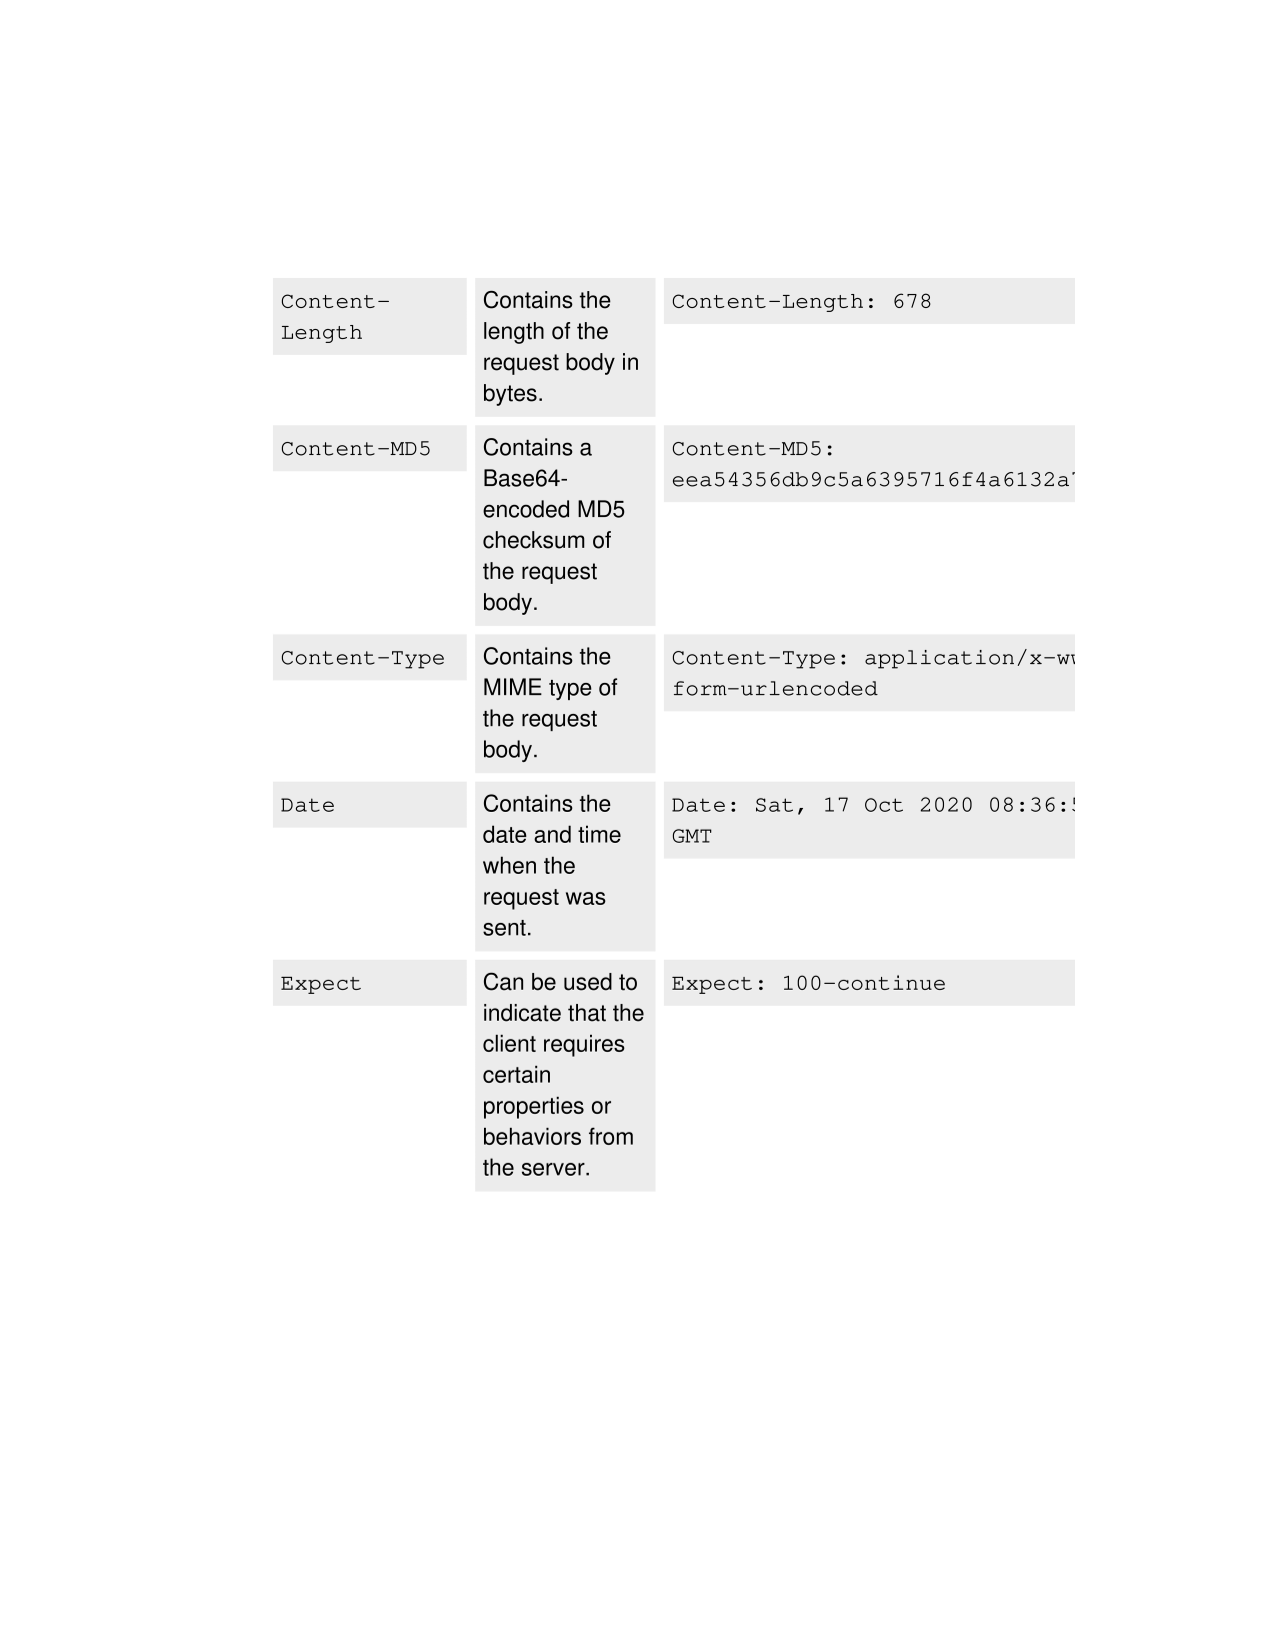 Content-
Length
Contains the
length of the
request body in
bytes.
Content-Length: 678
Content-MD5
Contains a
Base64-
encoded MD5
checksum of
the request
body.
Content-MD5:
eea54356db9c5a6395716f4a6132a7
Content-Type
Contains the
MIME type of
the request
body.
Content-Type: application/x-ww
form-urlencoded
Date
Contains the
date and time
when the
request was
sent.
Date: Sat, 17 Oct 2020 08:36:5
GMT
Expect
Can be used to
indicate that the
client requires
certain
properties or
behaviors from
the server.
Expect: 100-continue